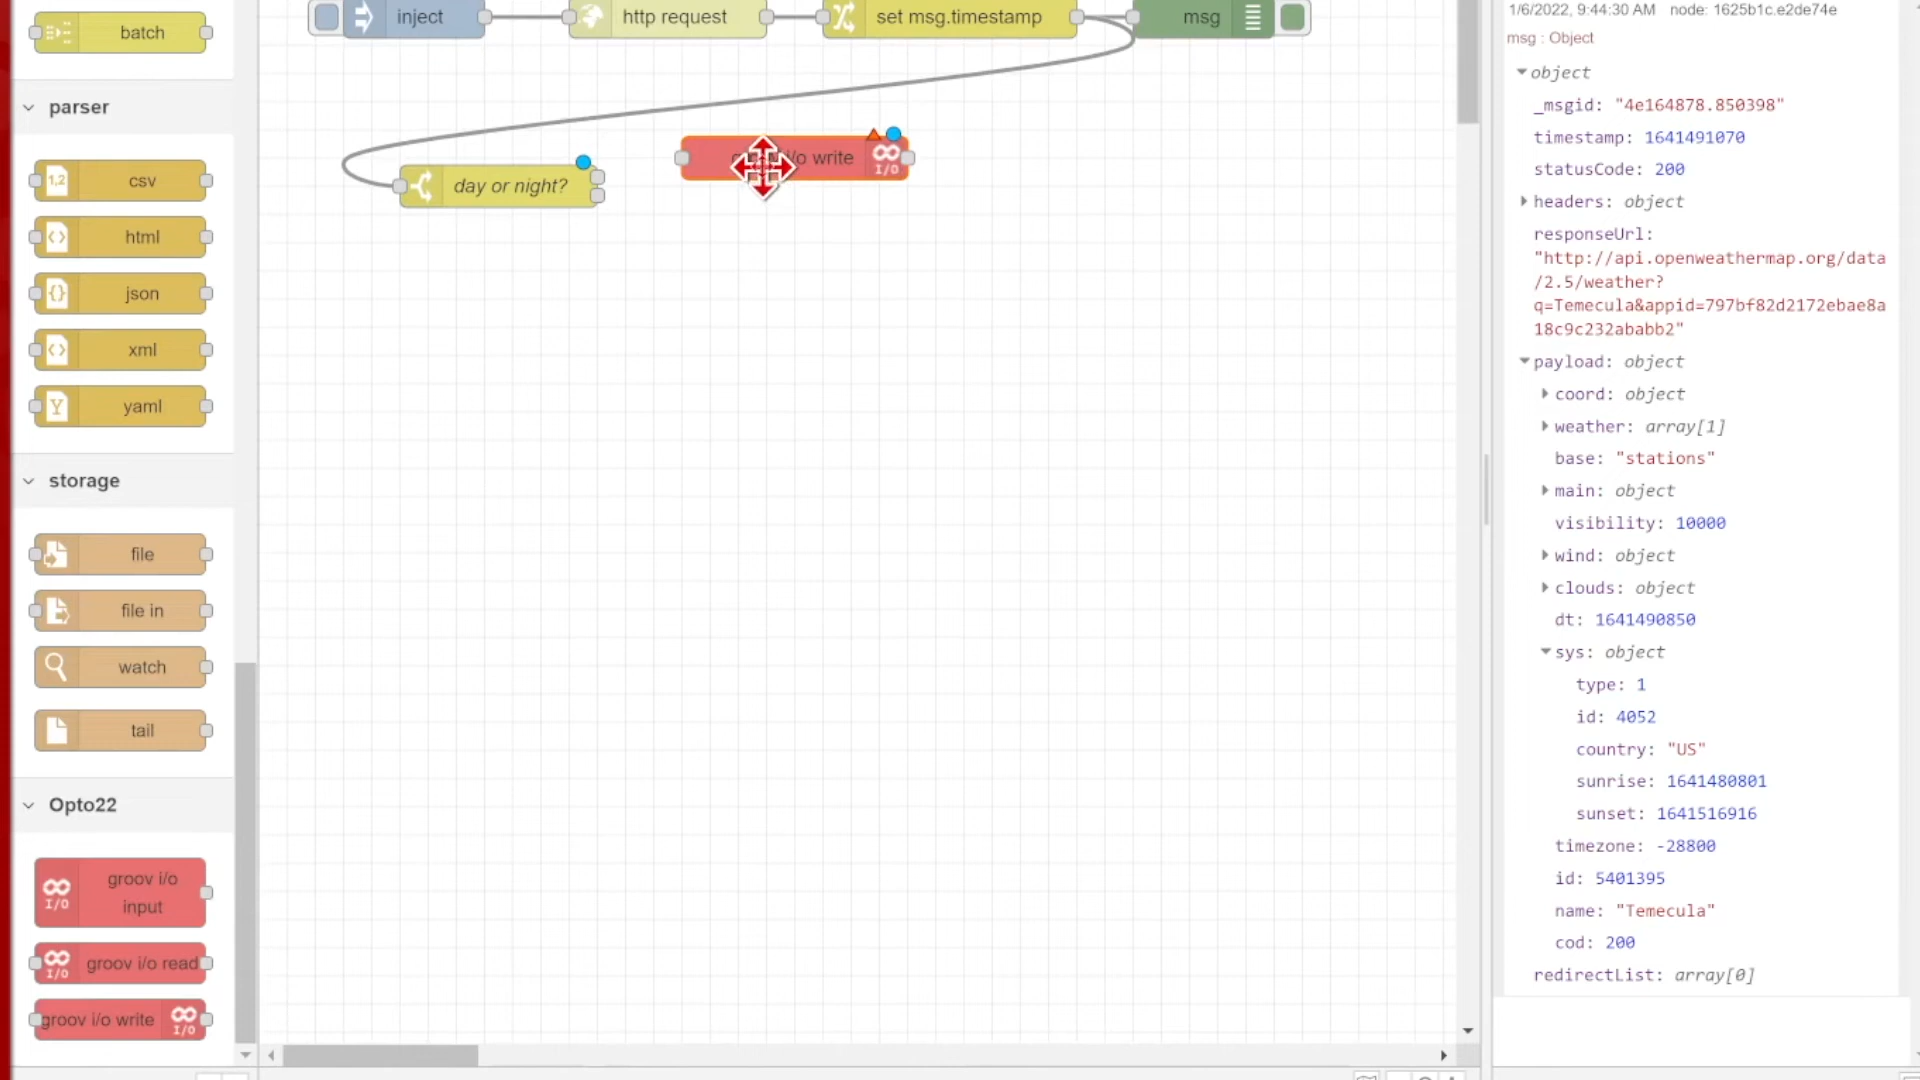 batch
parser
1,2 csv
html
json
xml
yaml
storage
file
file in
watch
tail
Opto22
groov i/o
input
I/O
groov i/o read
I/O
groov i/o write
I/O
inject
http request
set msg.timestamp
msg
day or night?
i/o write
I/O
1/6/2022, 9:44:30 AM node: 1625b1c.e2de74e
msg : Object
object
_msgid: "4e164878.850398"
timestamp: 1641491070
statusCode: 200
headers: object
responseUrl:
"http://api.openweathermap.org/data
/2.5/weather?
q=Temecula&appid=797bf82d2172ebae8a
18c9c232ababb2"
payload: object
coord: object
weather: array[1]
base: "stations"
main: object
visibility: 10000
wind: object
clouds: object
dt: 1641490850
sys: object
type: 1
id: 4052
country: "US"
sunrise: 1641480801
sunset: 1641516916
timezone: -28800
id: 5401395
name: "Temecula"
cod: 200
redirectList: array[0]